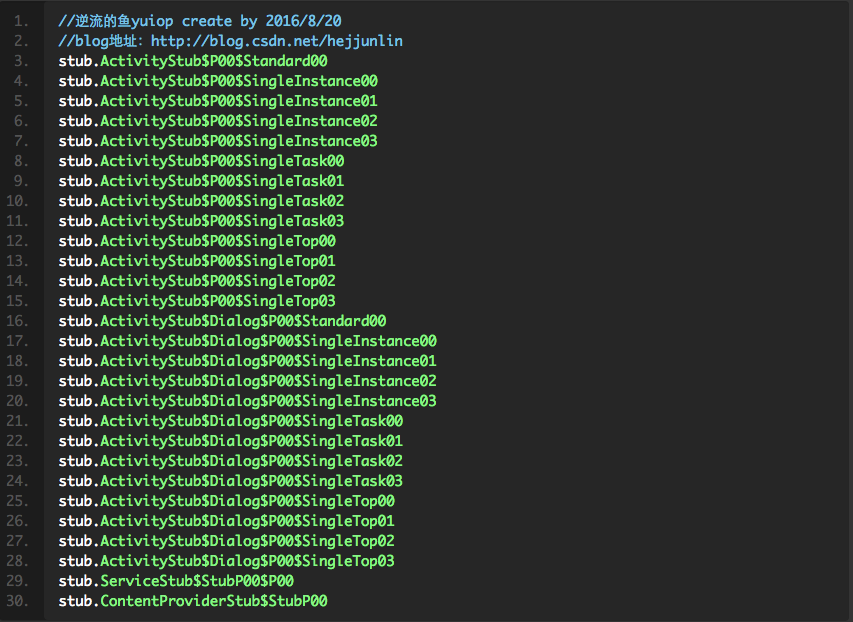 1. //逆流的鱼yuiop create by 2016/8/20
2. //blog地址：http://blog.csdn.net/hejjunlin
3. stub.ActivityStub$P00$Standard00
4. stub.ActivityStub$P00$SingleInstance00
5. stub.ActivityStub$P00$SingleInstance01
6. stub.ActivityStub$P00$SingleInstance02
7. stub.ActivityStub$P00$SingleInstance03
8. stub.ActivityStub$P00$SingleTask00
9. stub.ActivityStub$P00$SingleTask01
10. stub.ActivityStub$P00$SingleTask02
11. stub.ActivityStub$P00$SingleTask03
12. stub.ActivityStub$P00$SingleTop00
13. stub.ActivityStub$P00$SingleTop01
14. stub.ActivityStub$P00$SingleTop02
15. stub.ActivityStub$P00$SingleTop03
16. stub.ActivityStub$Dialog$P00$Standard00
17. stub.ActivityStub$Dialog$P00$SingleInstance00
18. stub.ActivityStub$Dialog$P00$SingleInstance01
19. stub.ActivityStub$Dialog$P00$SingleInstance02
20. stub.ActivityStub$Dialog$P00$SingleInstance03
21. stub.ActivityStub$Dialog$P00$SingleTask00
22. stub.ActivityStub$Dialog$P00$SingleTask01
23. stub.ActivityStub$Dialog$P00$SingleTask02
24. stub.ActivityStub$Dialog$P00$SingleTask03
25. stub.ActivityStub$Dialog$P00$SingleTop00
26. stub.ActivityStub$Dialog$P00$SingleTop01
27. stub.ActivityStub$Dialog$P00$SingleTop02
28. stub.ActivityStub$Dialog$P00$SingleTop03
29. stub.ServiceStub$StubP00$P00
30. stub.ContentProviderStub$StubP00